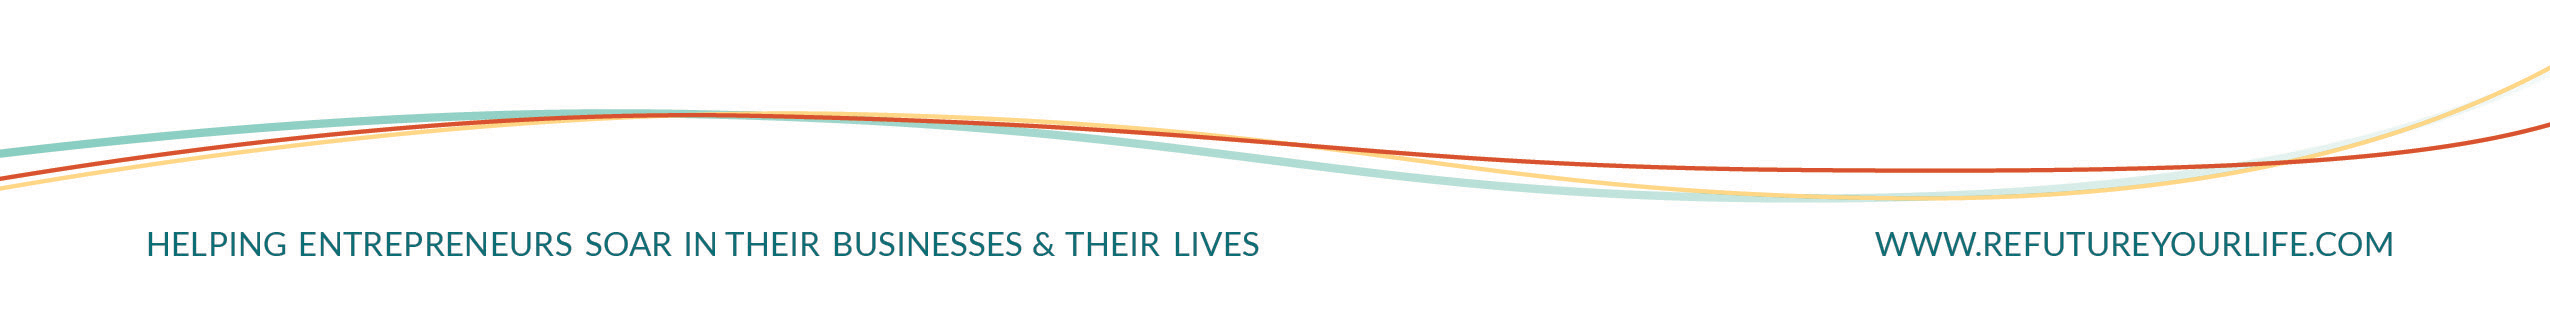 HELPING ENTREPRENEURS SOAR IN THEIR BUSINESSES & THEIR LIVES
WWW.REFUTUREYOURLIFE.COM